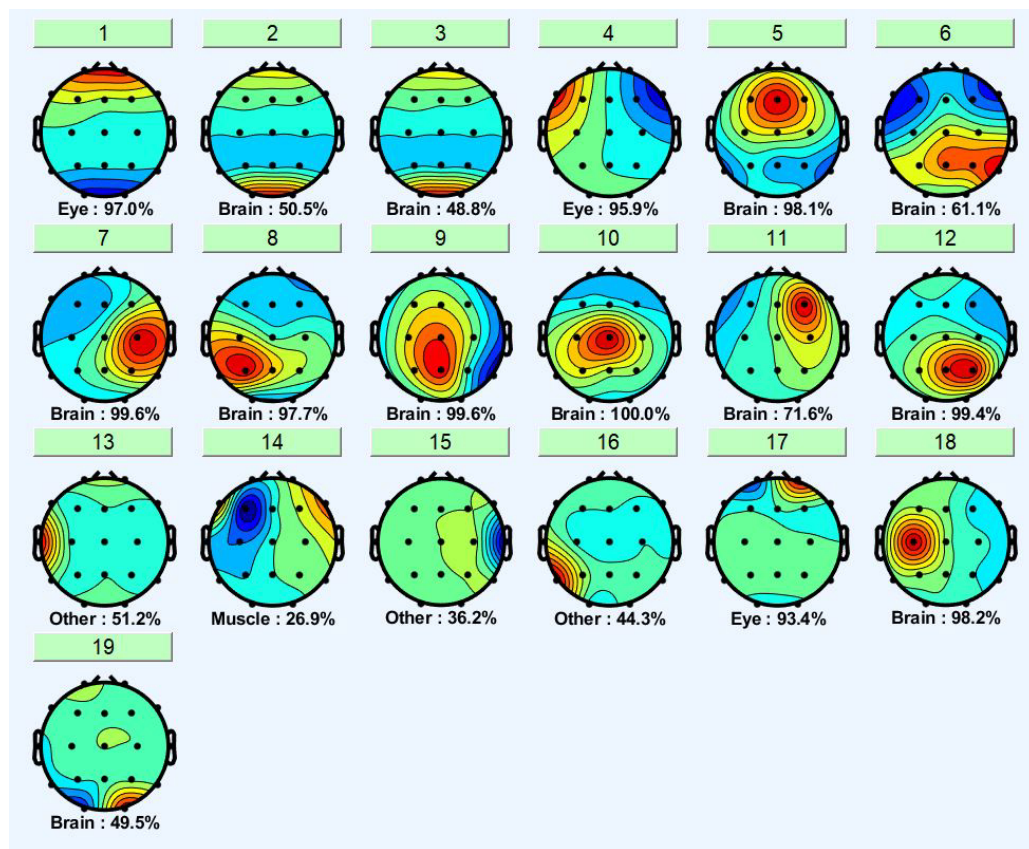 1 2 3 4 5 6
Eye : 97.0% Brain : 50.5% Brain : 48.8% Eye : 95.9% Brain : 98.1% Brain : 61.1%
7 8 9 10 11 12
Brain : 99.6% Brain : 97.7% Brain : 99.6% Brain : 100.0% Brain : 71.6% Brain : 99.4%
13 14 15 16 17 18
Other : 51.2% Muscle : 26.9% Other : 36.2% Other : 44.3% Eye : 93.4% Brain : 98.2%
19
Brain : 49.5%